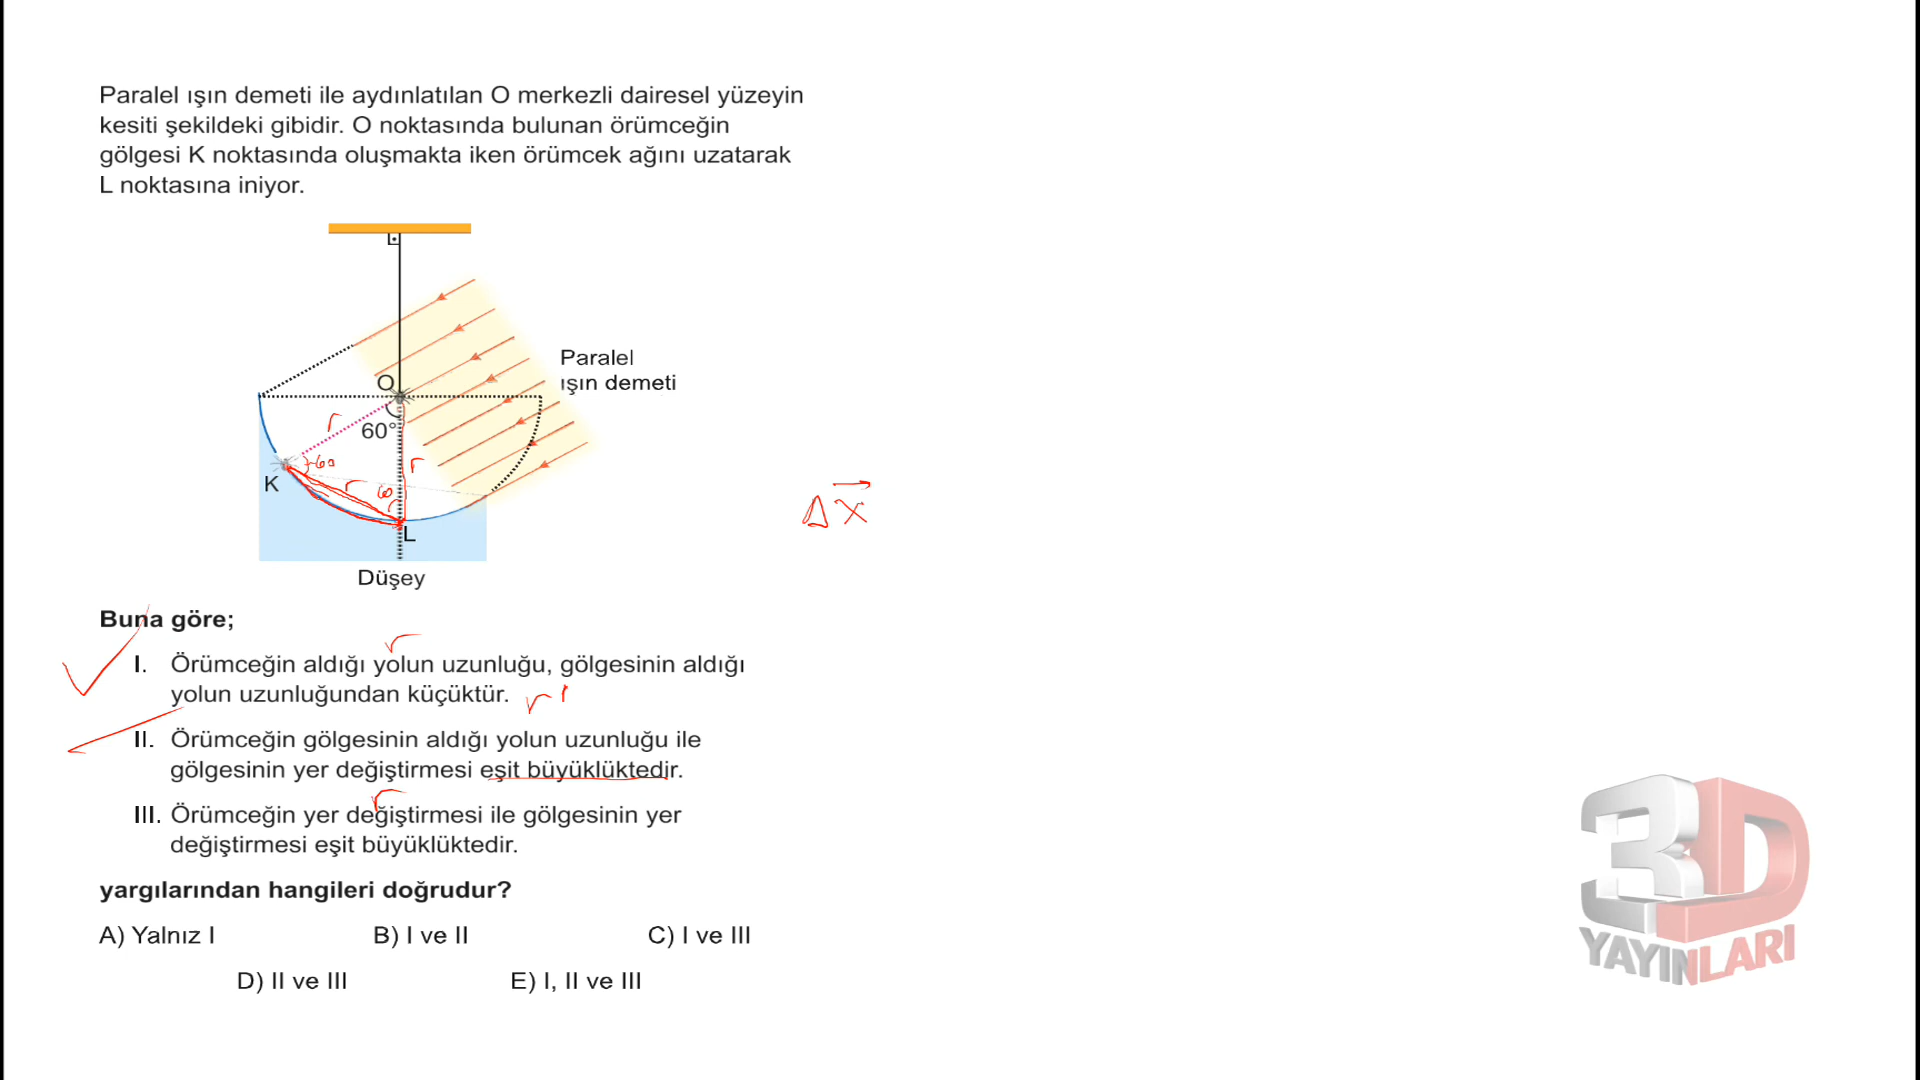 Paralel ışın demeti ile aydınlatılan O merkezli dairesel yüzeyin
kesiti şekildeki gibidir. O noktasında bulunan örümceğin
gölgesi K noktasında oluşmakta iken örümcek ağını uzatarak
L noktasına iniyor.
Paralel
ışın demeti
O
r
60°
60
r
K
r
60
L
Δx
Düşey
Buna göre;
r
I. Örümceğin aldığı yolun uzunluğu, gölgesinin aldığı
yolun uzunluğundan küçüktür.
r
II. Örümceğin gölgesinin aldığı yolun uzunluğu ile
gölgesinin yer değiştirmesi eşit büyüklüktedir.
r
III. Örümceğin yer değiştirmesi ile gölgesinin yer
değiştirmesi eşit büyüklüktedir.
yargılarından hangileri doğrudur?
A) Yalnız I B) I ve II C) I ve III
D) II ve III E) I, II ve III
3D
YAYINLARI